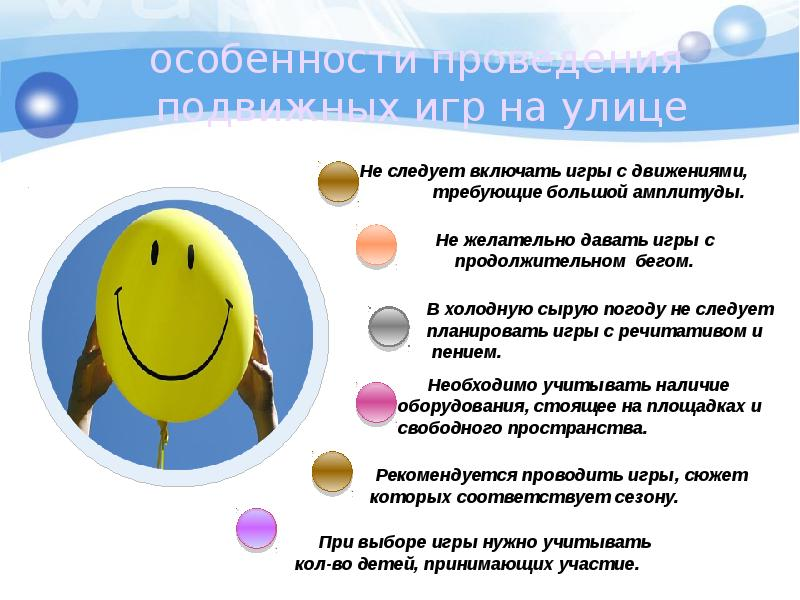 особенности проведения
подвижных игр на улице
Не следует включать игры с движениями,
требующие большой амплитуды.
Не желательно давать игры с
продолжительном бегом.
В холодную сырую погоду не следует
планировать игры с речитативом и
пением.
Необходимо учитывать наличие
оборудования, стоящее на площадках и
свободного пространства.
Рекомендуется проводить игры, сюжет
которых соответствует сезону.
При выборе игры нужно учитывать
кол-во детей, принимающих участие.